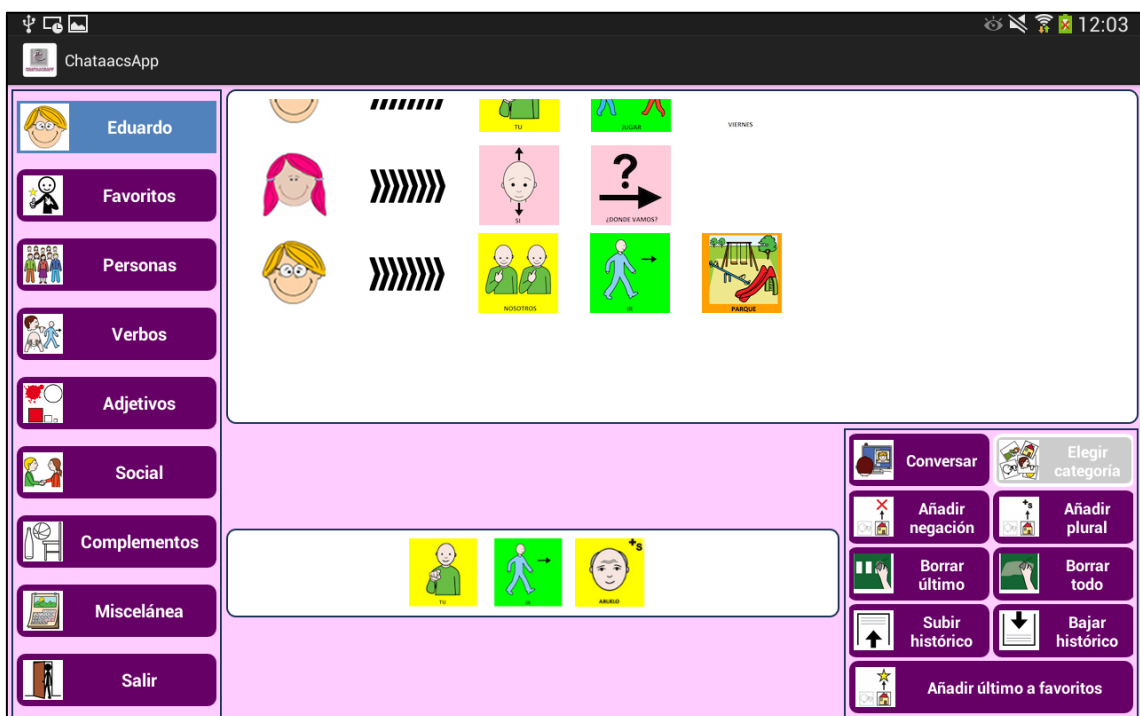 12:03
ChataacsApp
Eduardo
Favoritos
Personas
Verbos
Adjetivos
Social
Complementos
Miscelánea
Salir
TU
JUGAR
VIERNES
SI
¿DONDE VAMOS?
NOSOTROS
IR
PARQUE
TU
IR
ABUELO
+s
Conversar
Elegir
categoría
Añadir
negación
+s
Añadir
plural
Borrar
último
Borrar
todo
Subir
histórico
Bajar
histórico
Añadir último a favoritos